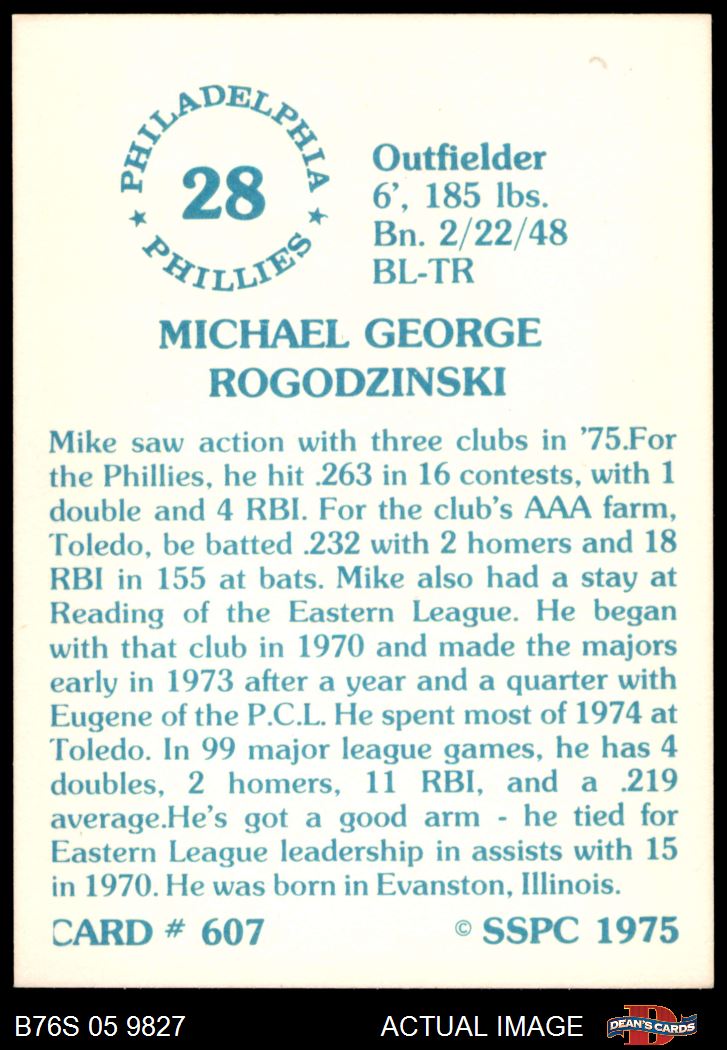 PHILADELPHIA
28
PHILLIES
Outfielder
6', 185 lbs.
Bn. 2/22/48
BL-TR
MICHAEL GEORGE
ROGODZINSKI
Mike saw action with three clubs in '75.For
the Phillies, he hit .263 in 16 contests, with 1
double and 4 RBI. For the club's AAA farm,
Toledo, be batted .232 with 2 homers and 18
RBI in 155 at bats. Mike also had a stay at
Reading of the Eastern League. He began
with that club in 1970 and made the majors
early in 1973 after a year and a quarter with
Eugene of the P.C.L. He spent most of 1974 at
Toledo. In 99 major league games, he has 4
doubles, 2 homers, 11 RBI, and a .219
average.He's got a good arm - he tied for
Eastern League leadership in assists with 15
in 1970. He was born in Evanston, Illinois.
CARD # 607 © SSPC 1975
B76S 05 9827 ACTUAL IMAGE D DEAN'S CARDS